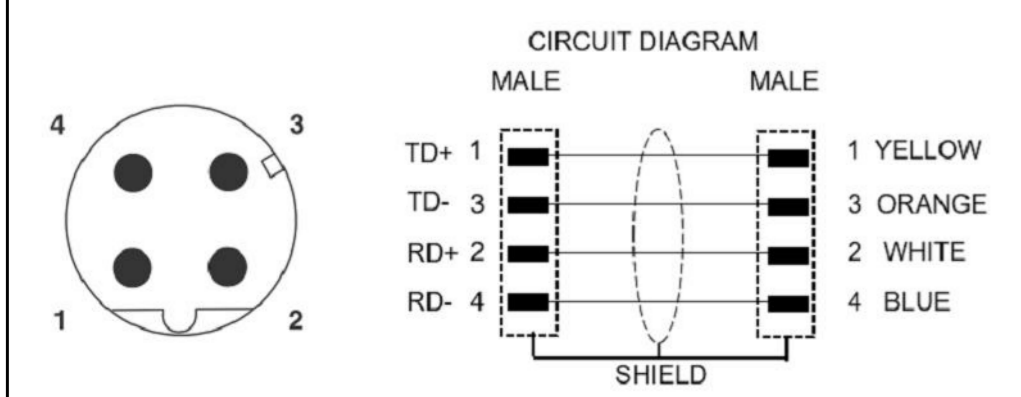 4 3
1 2
CIRCUIT DIAGRAM
MALE MALE
TD+ 1 1 YELLOW
TD- 3 3 ORANGE
RD+ 2 2 WHITE
RD- 4 4 BLUE
SHIELD